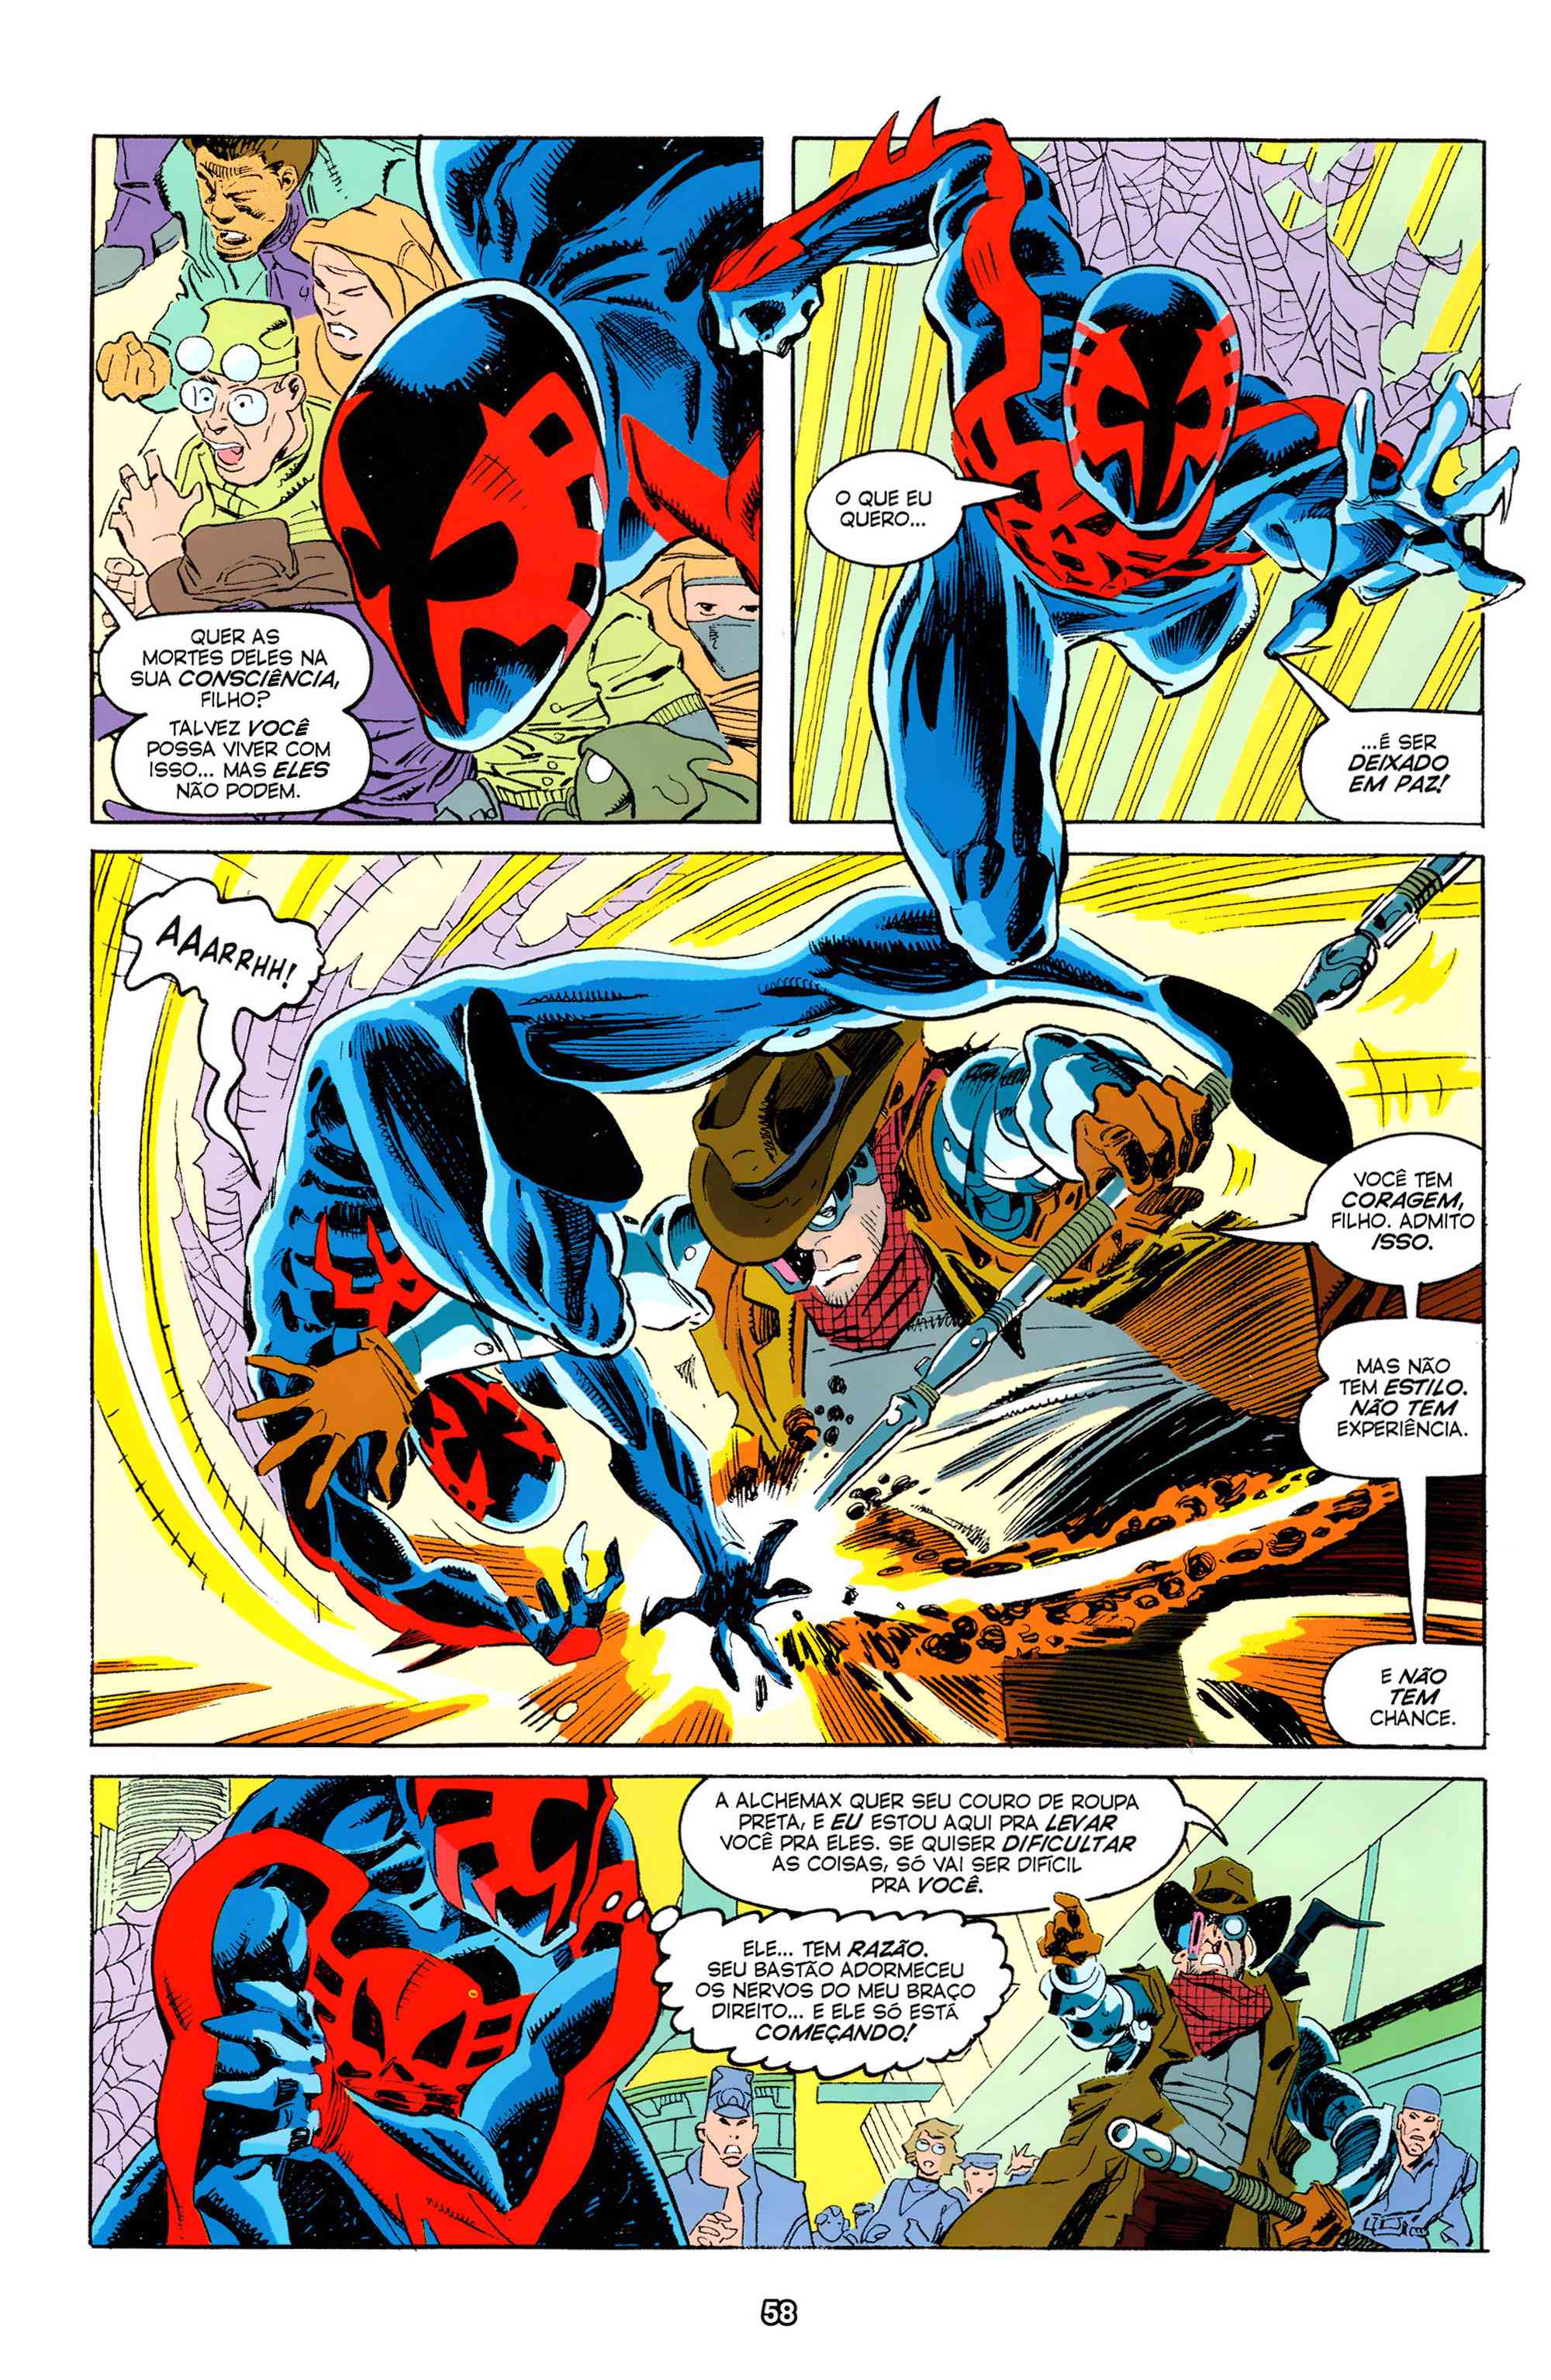 QUER AS
MORTES DELES NA
SUA CONSCIÊNCIA,
FILHO?
TALVEZ VOCÊ
POSSA VIVER COM
ISSO... MAS ELES
NÃO PODEM.
O QUE EU
QUERO...
...É SER
DEIXADO
EM PAZ!
AAARRHH!
VOCÊ TEM
CORAGEM,
FILHO. ADMITO
ISSO.
MAS NÃO
TEM ESTILO.
NÃO TEM
EXPERIÊNCIA.
E NÃO
TEM
CHANCE.
A ALCHEMAX QUER SEU COURO DE ROUPA
PRETA, E EU ESTOU AQUI PRA LEVAR
VOCÊ PRA ELES. SE QUISER DIFICULTAR
AS COISAS, SÓ VAI SER DIFÍCIL
PRA VOCÊ.
ELE... TEM RAZÃO.
SEU BASTÃO ADORMECEU
OS NERVOS DO MEU BRAÇO
DIREITO... E ELE SÓ ESTÁ
COMEÇANDO!
58